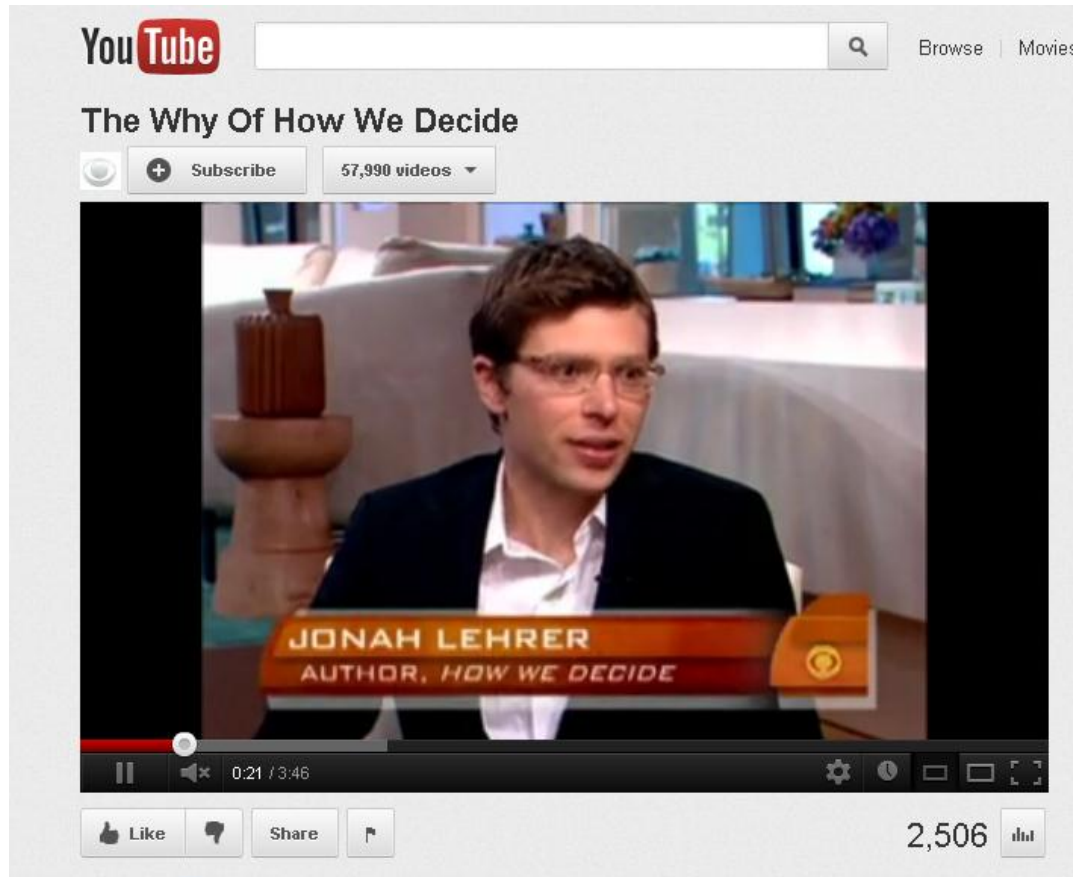 YouTube
Browse Movies
The Why Of How We Decide
Subscribe 57,990 videos
JONAH LEHRER
AUTHOR, HOW WE DECIDE
0:21 / 3:46
Like Share 2,506